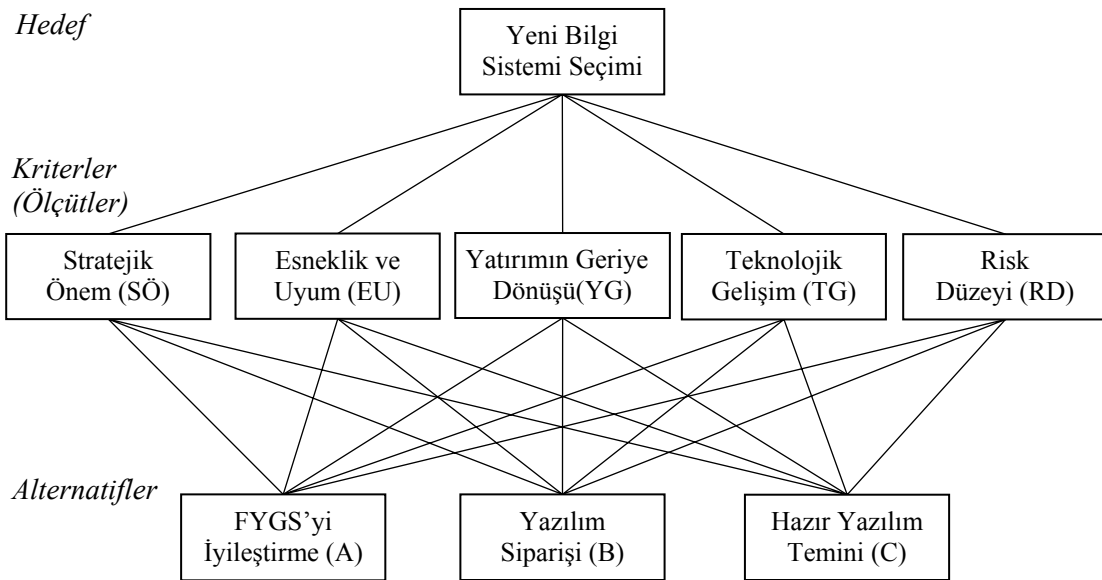 Hedef
Yeni Bilgi
Sistemi Seçimi
Kriterler
(Ölçütler)
Stratejik
Önem (SÖ)
Esneklik ve
Uyum (EU)
Yatırımın Geriye
Dönüşü(YG)
Teknolojik
Gelişim (TG)
Risk
Düzeyi (RD)
Alternatifler
FYGS’yi
İyileştirme (A)
Yazılım
Siparişi (B)
Hazır Yazılım
Temini (C)